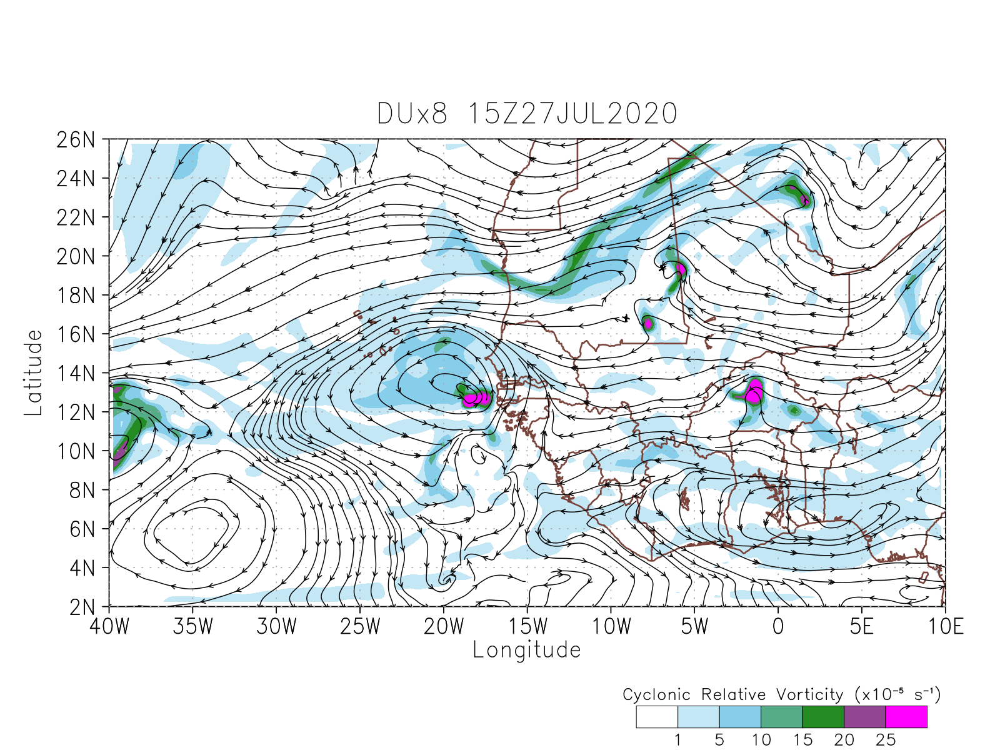 DUx8 15Z27JUL2020
26N
24N
22N
20N
18N
16N
14N
12N
10N
8N
6N
4N
2N
Latitude
40W 35W 30W 25W 20W 15W 10W 5W 0 5E 10E
Longitude
Cyclonic Relative Vorticity (x10⁻⁵ s⁻¹)
1 5 10 15 20 25